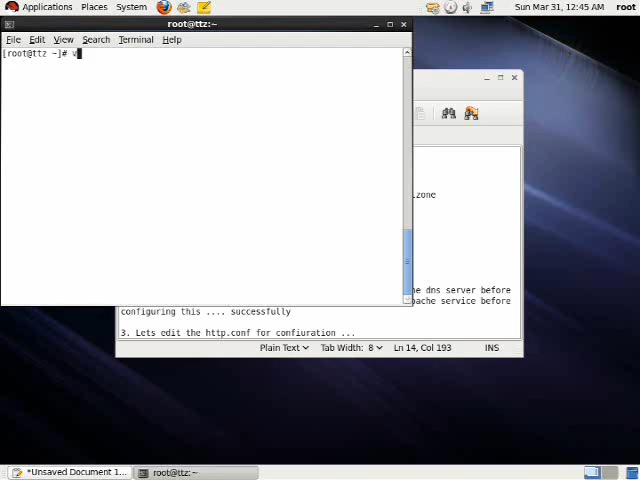 Applications Places System
Sun Mar 31, 12:45 AM root
root@ttz:~
File Edit View Search Terminal Help
[root@ttz ~]# v
.zone
e dns server before
pache service before
configuring this .... successfully
3. Lets edit the http.conf for confiuration ...
Plain Text Tab Width: 8 Ln 14, Col 193 INS
*Unsaved Document 1... root@ttz:~